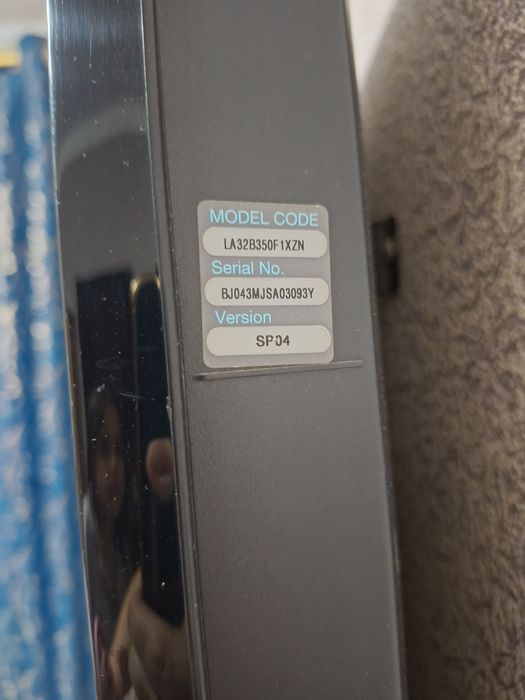 MODEL CODE
LA32B350F1XZN
Serial No.
BJ043MJSA03093Y
Version
SP04